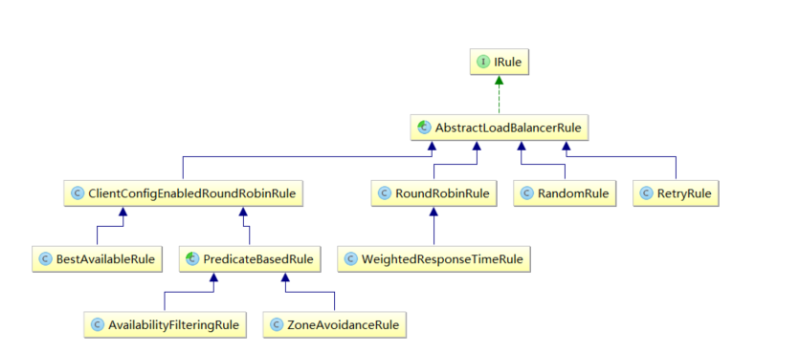 IRule
AbstractLoadBalancerRule
ClientConfigEnabledRoundRobinRule
RoundRobinRule
RandomRule
RetryRule
BestAvailableRule
PredicateBasedRule
WeightedResponseTimeRule
AvailabilityFilteringRule
ZoneAvoidanceRule